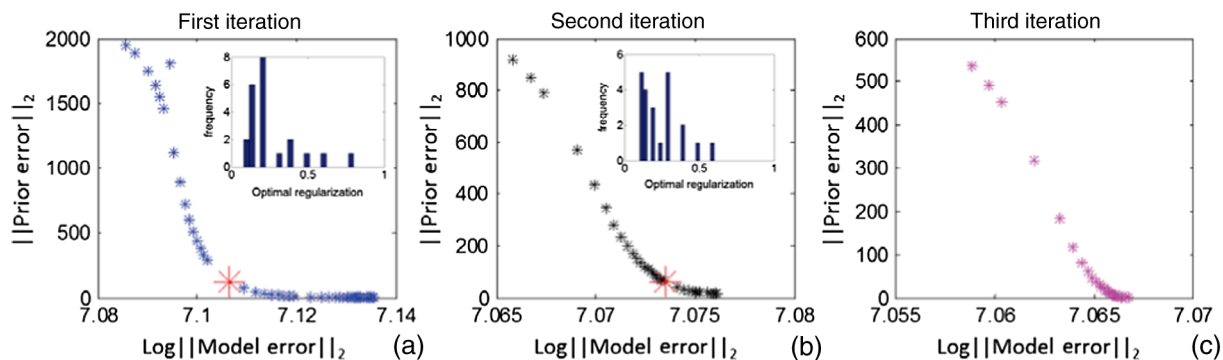 First iteration
2000
1500
1000
500
0
||Prior error||₂
7.08
7.1
7.12
7.14
Log||Model error||₂
(a)
8
6
4
2
0
frequency
0
0.5
1
Optimal regularization
Second iteration
1000
800
600
400
200
0
||Prior error||₂
7.065
7.07
7.075
7.08
Log||Model error||₂
(b)
6
4
2
0
frequency
0
0.5
1
Optimal regularization
Third iteration
600
500
400
300
200
100
0
||Prior error||₂
7.055
7.06
7.065
7.07
Log||Model error||₂
(c)